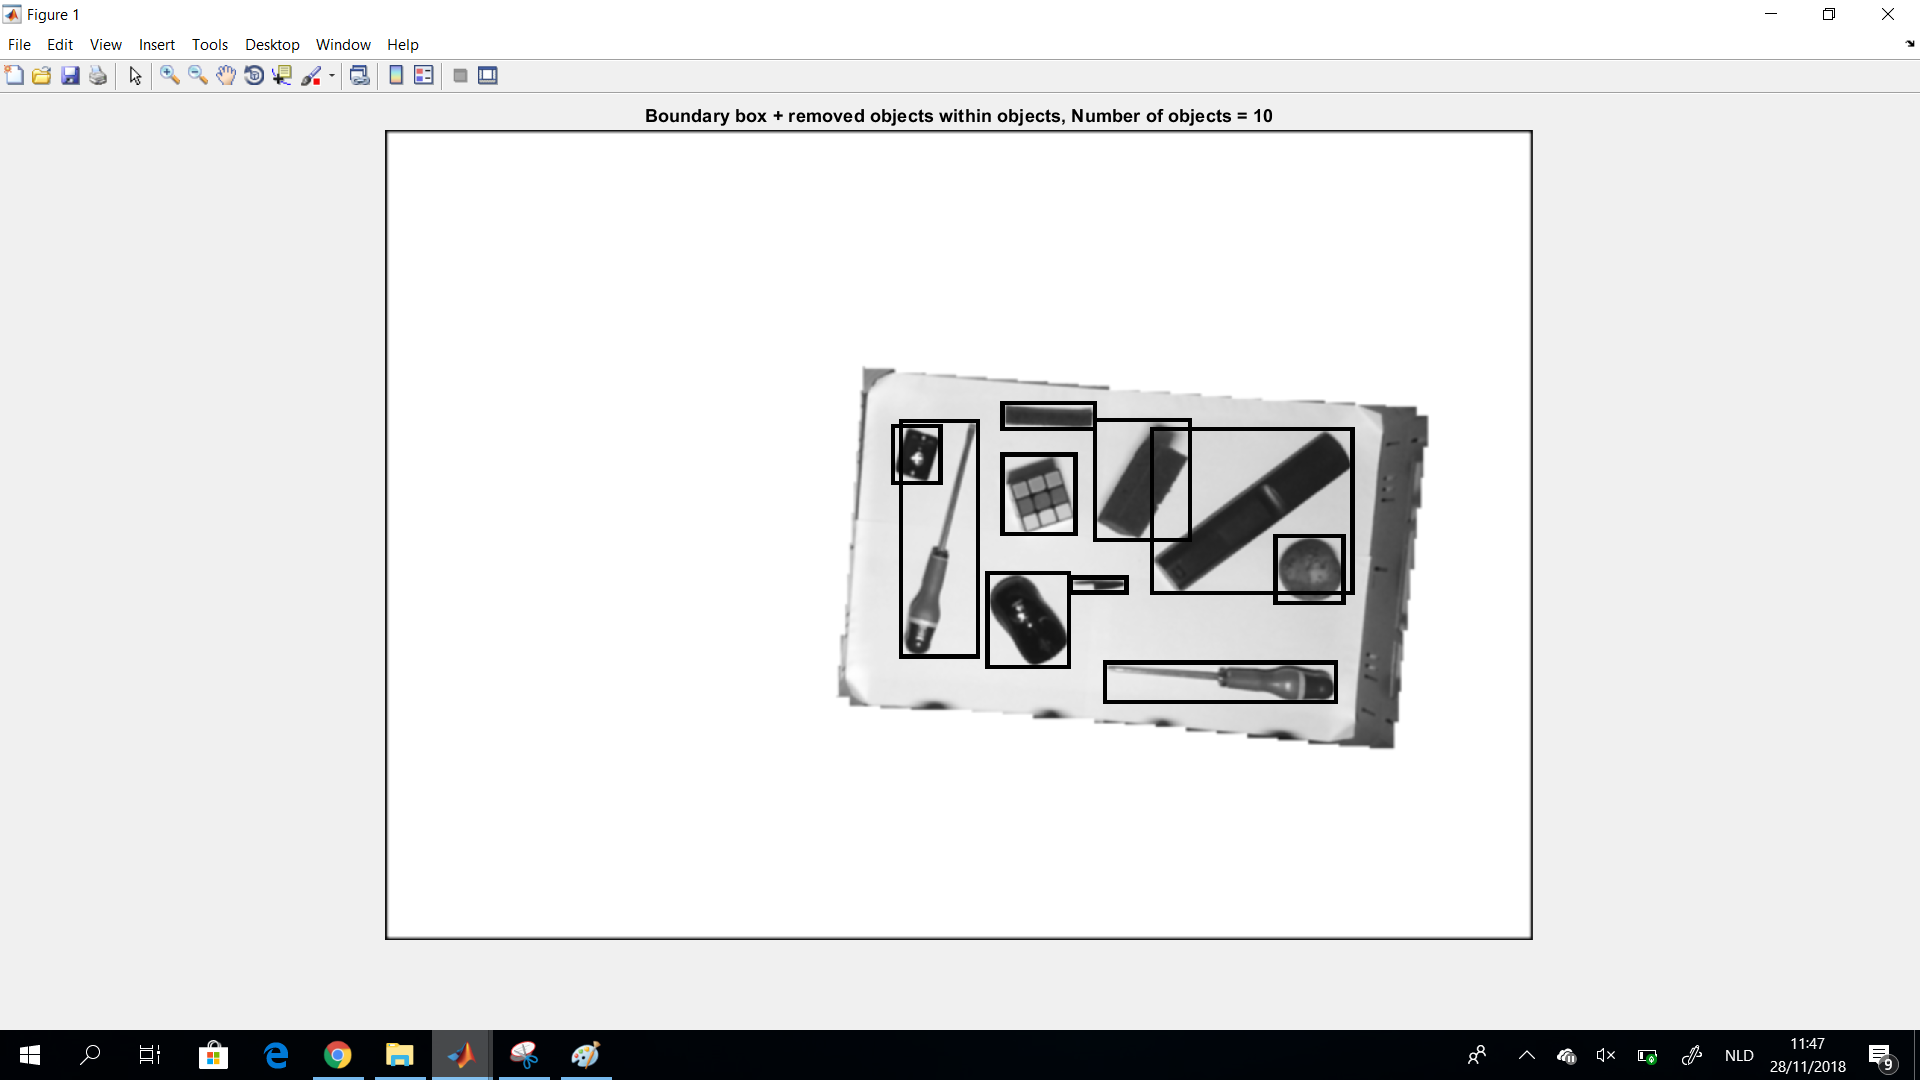 Figure 1
File Edit View Insert Tools Desktop Window Help
Boundary box + removed objects within objects, Number of objects = 10
NLD
11:47
28/11/2018
9